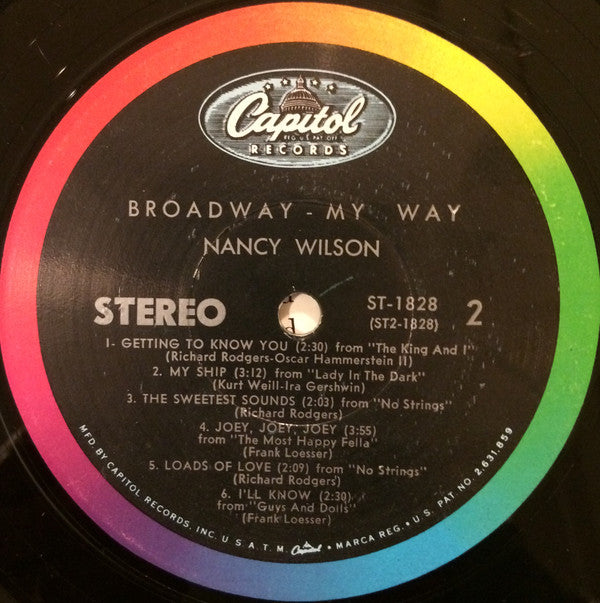 Capitol
REG. U.S. PAT. OFF.
RECORDS
BROADWAY - MY WAY
NANCY WILSON
STEREO
ST-1828
(ST2-1828)
2
1- GETTING TO KNOW YOU (2:30) from "The King And I"
(Richard Rodgers-Oscar Hammerstein II)
2. MY SHIP (3:12) from "Lady In The Dark"
(Kurt Weill-Ira Gershwin)
3. THE SWEETEST SOUNDS (2:03) from "No Strings"
(Richard Rodgers)
4. JOEY, JOEY, JOEY (3:55)
from "The Most Happy Fella"
(Frank Loesser)
5. LOADS OF LOVE (2:09) from "No Strings"
(Richard Rodgers)
6. I'LL KNOW (2:30)
from "Guys And Dolls"
(Frank Loesser)
MFD. BY CAPITOL RECORDS, INC. U.S.A. T.M. Capitol • MARCA REG. • U.S. PAT. NO. 2,631,859